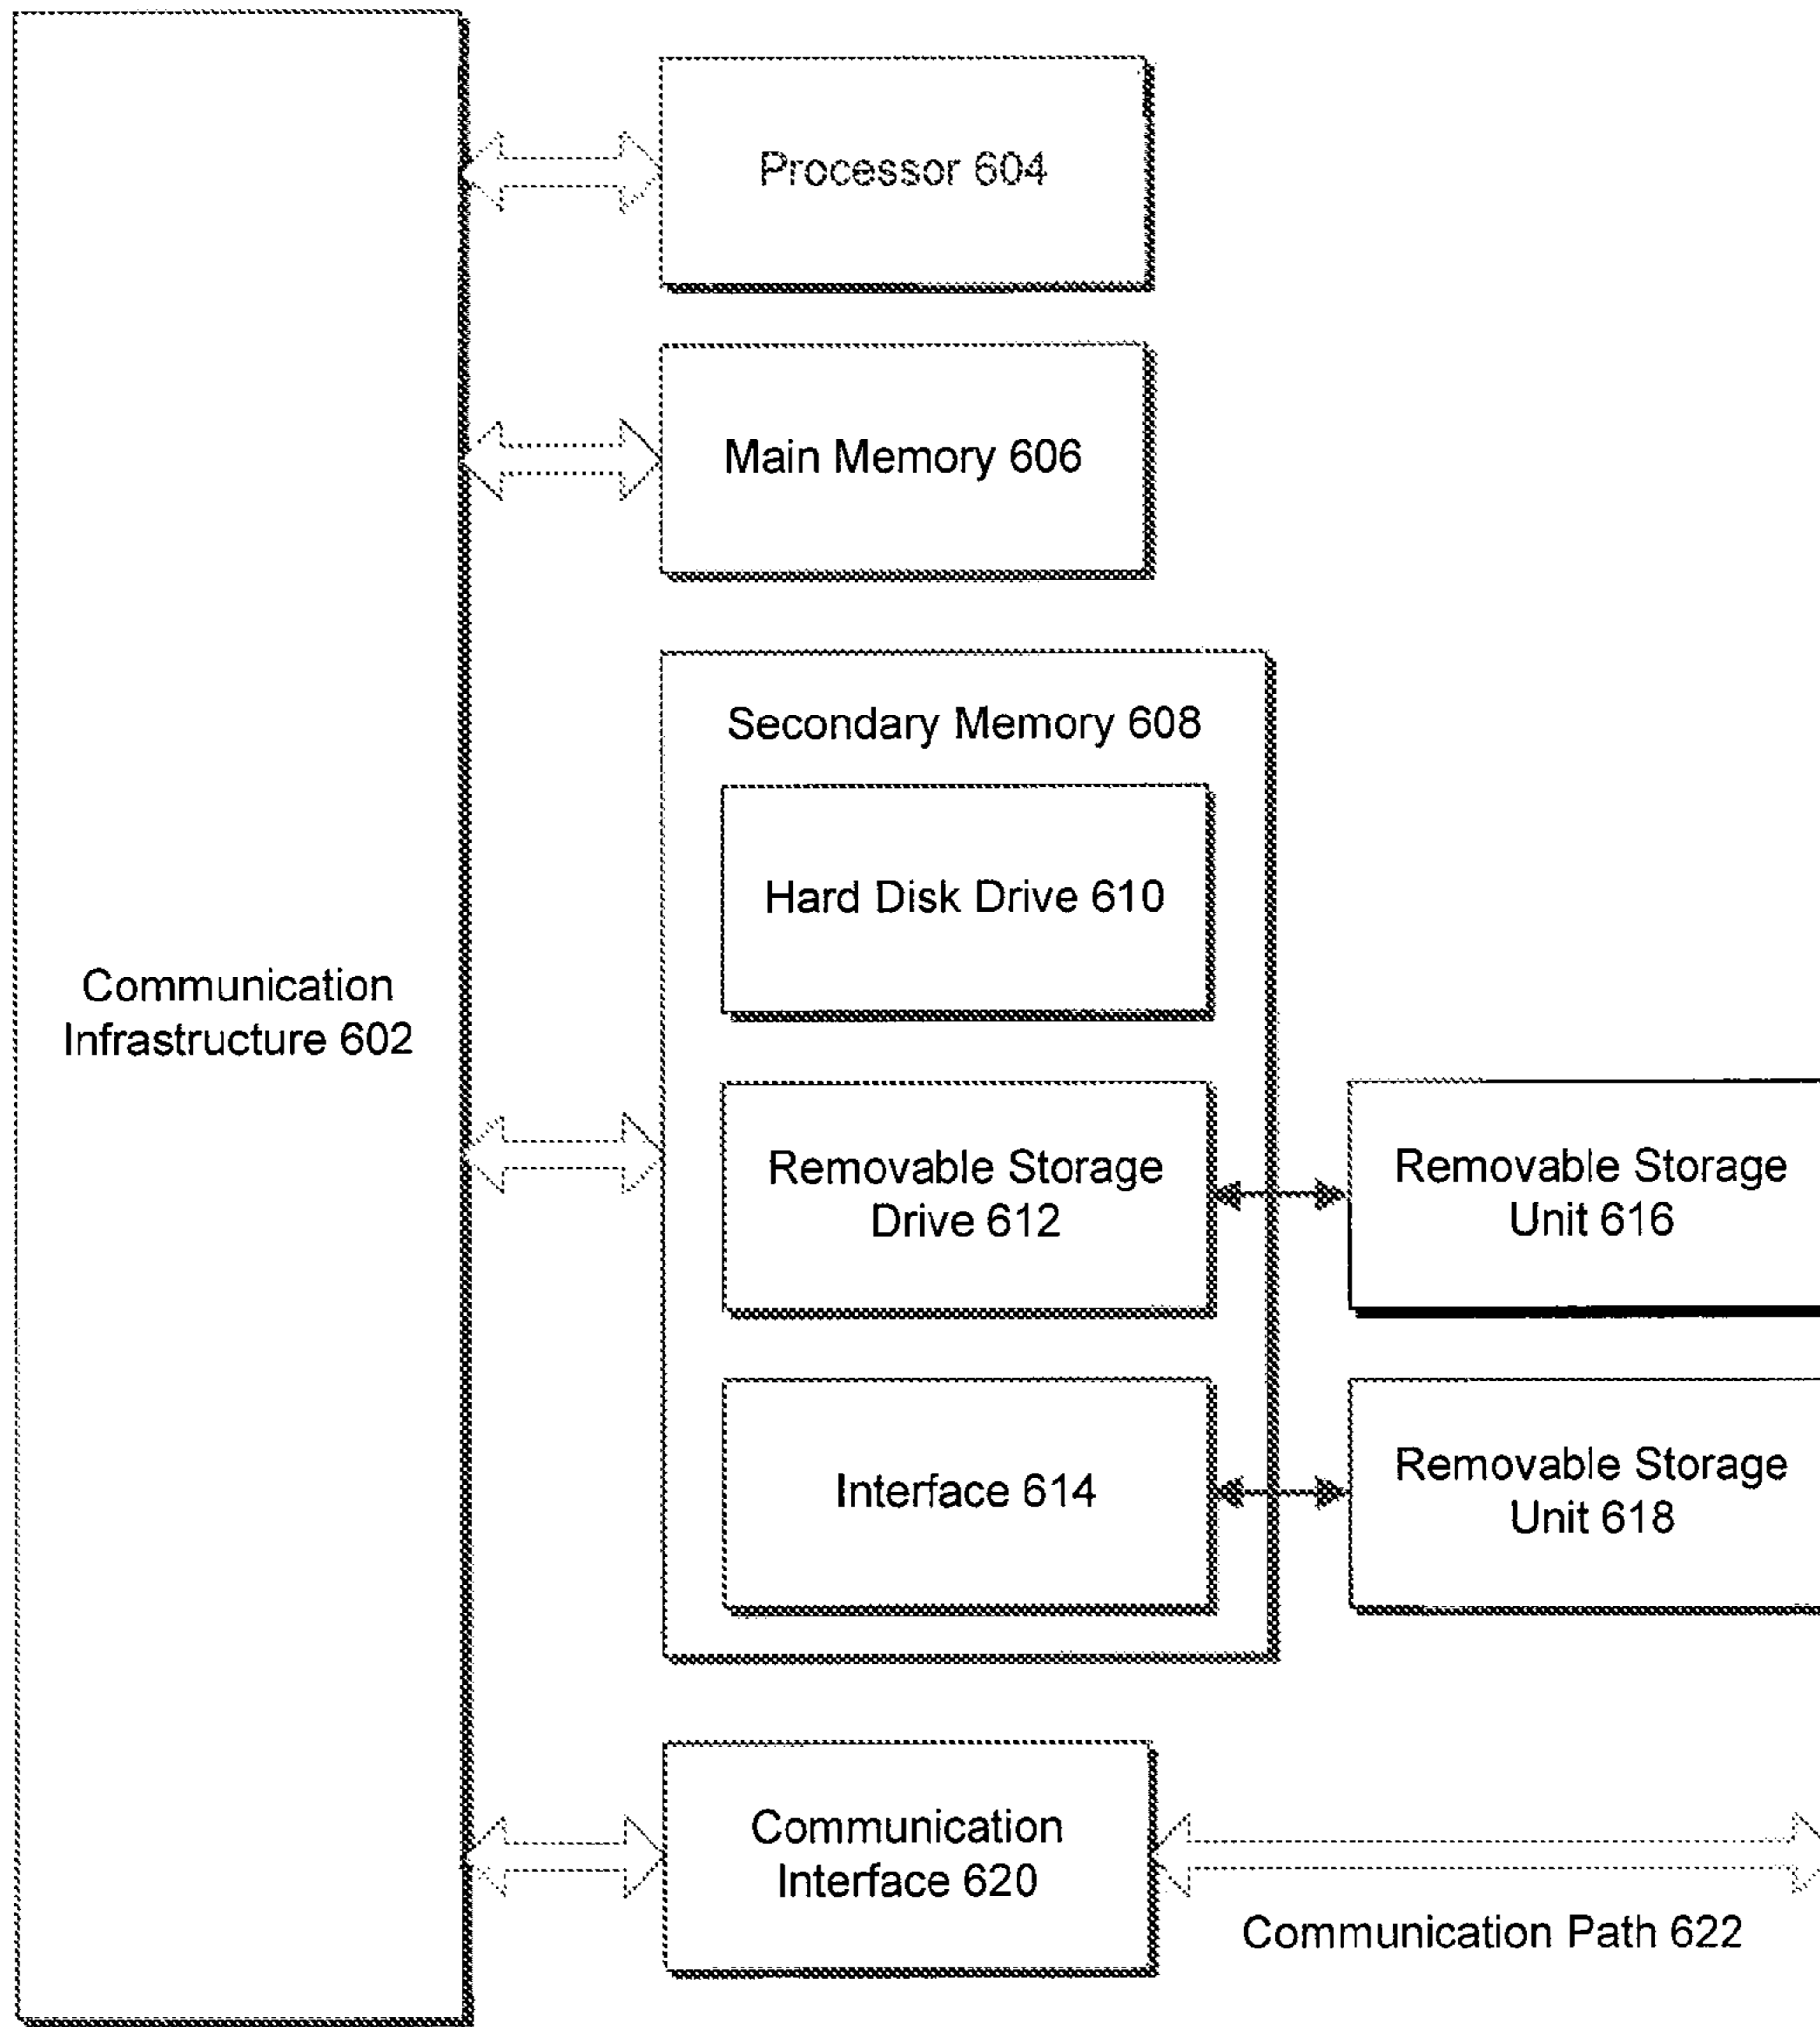 Processor 604
Main Memory 606
Secondary Memory 608
Hard Disk Drive 610
Communication
Infrastructure 602
Removable Storage
Drive 612
Removable Storage
Unit 616
Interface 614
Removable Storage
Unit 618
Communication
Interface 620
Communication Path 622